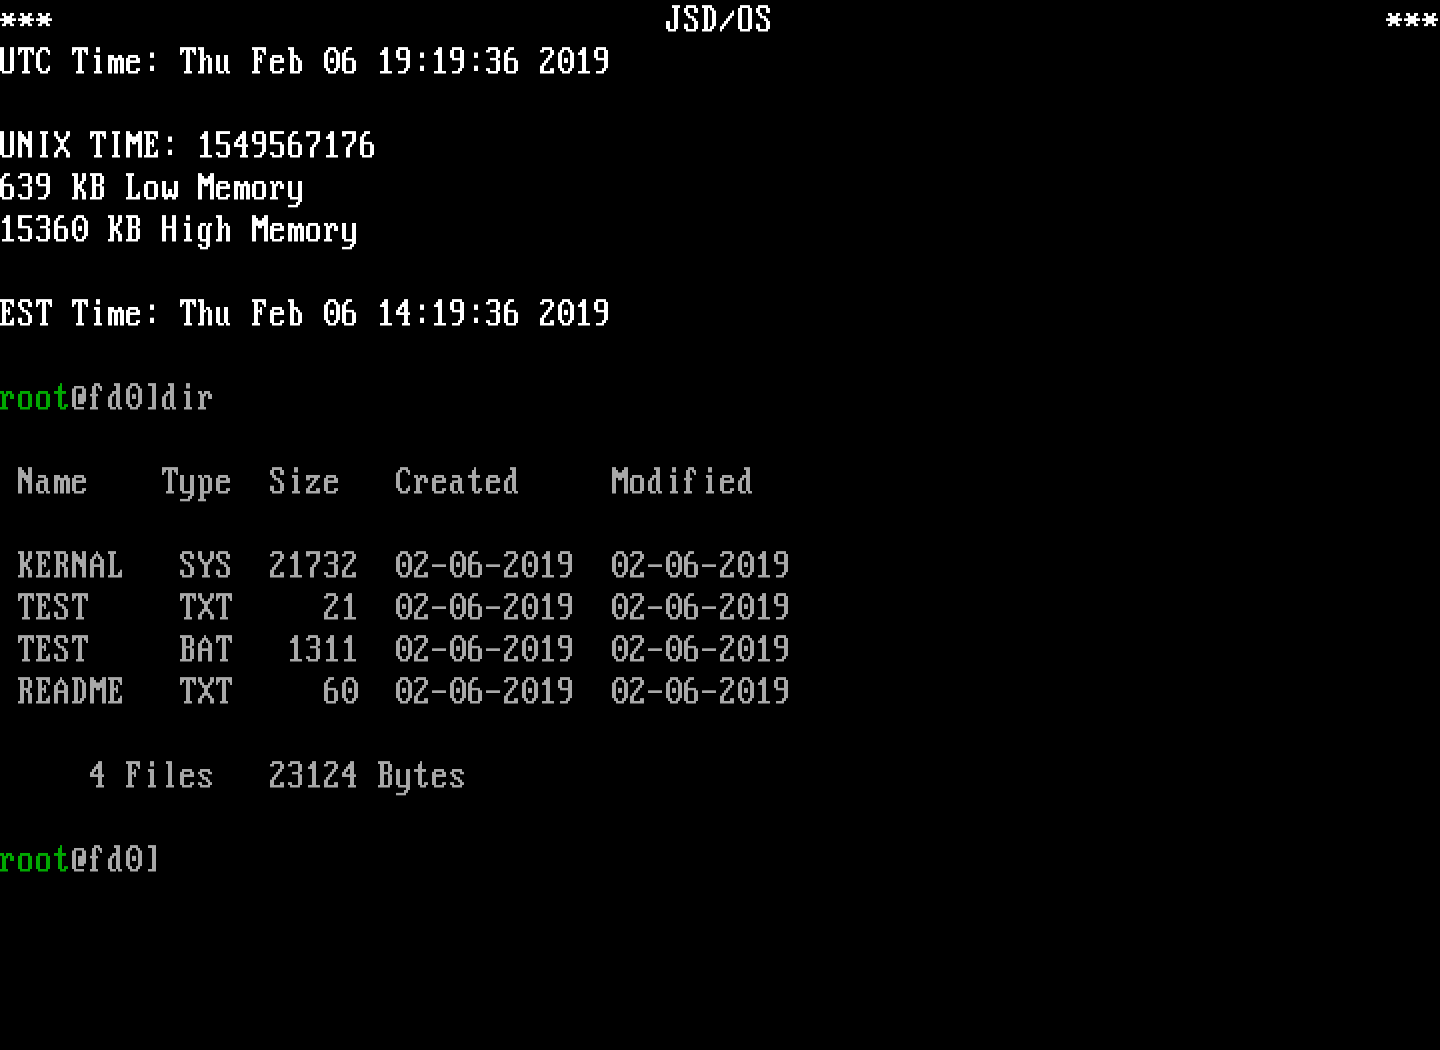 *** JSD/OS ***
UTC Time: Thu Feb 06 19:19:36 2019
UNIX TIME: 1549567176
639 KB Low Memory
15360 KB High Memory
EST Time: Thu Feb 06 14:19:36 2019
root@fd0]dir
Name Type Size Created Modified
KERNAL SYS 21732 02-06-2019 02-06-2019
TEST TXT 21 02-06-2019 02-06-2019
TEST BAT 1311 02-06-2019 02-06-2019
README TXT 60 02-06-2019 02-06-2019
4 Files 23124 Bytes
root@fd0]